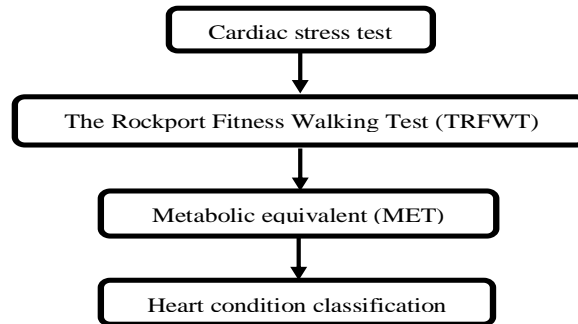 Cardiac stress test
The Rockport Fitness Walking Test (TRFWT)
Metabolic equivalent (MET)
Heart condition classification